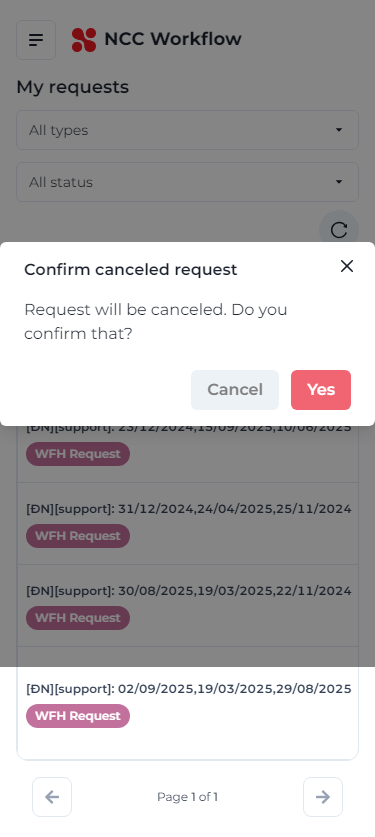 NCC Workflow
My requests
All types
All status
Confirm canceled request
Request will be canceled. Do you
confirm that?
Cancel
Yes
[ĐN][support]: 23/12/2024,15/09/2025,10/06/2025
WFH Request
[ĐN][support]: 31/12/2024,24/04/2025,25/11/2024
WFH Request
[ĐN][support]: 30/08/2025,19/03/2025,22/11/2024
WFH Request
[ĐN][support]: 02/09/2025,19/03/2025,29/08/2025
WFH Request
Page 1 of 1